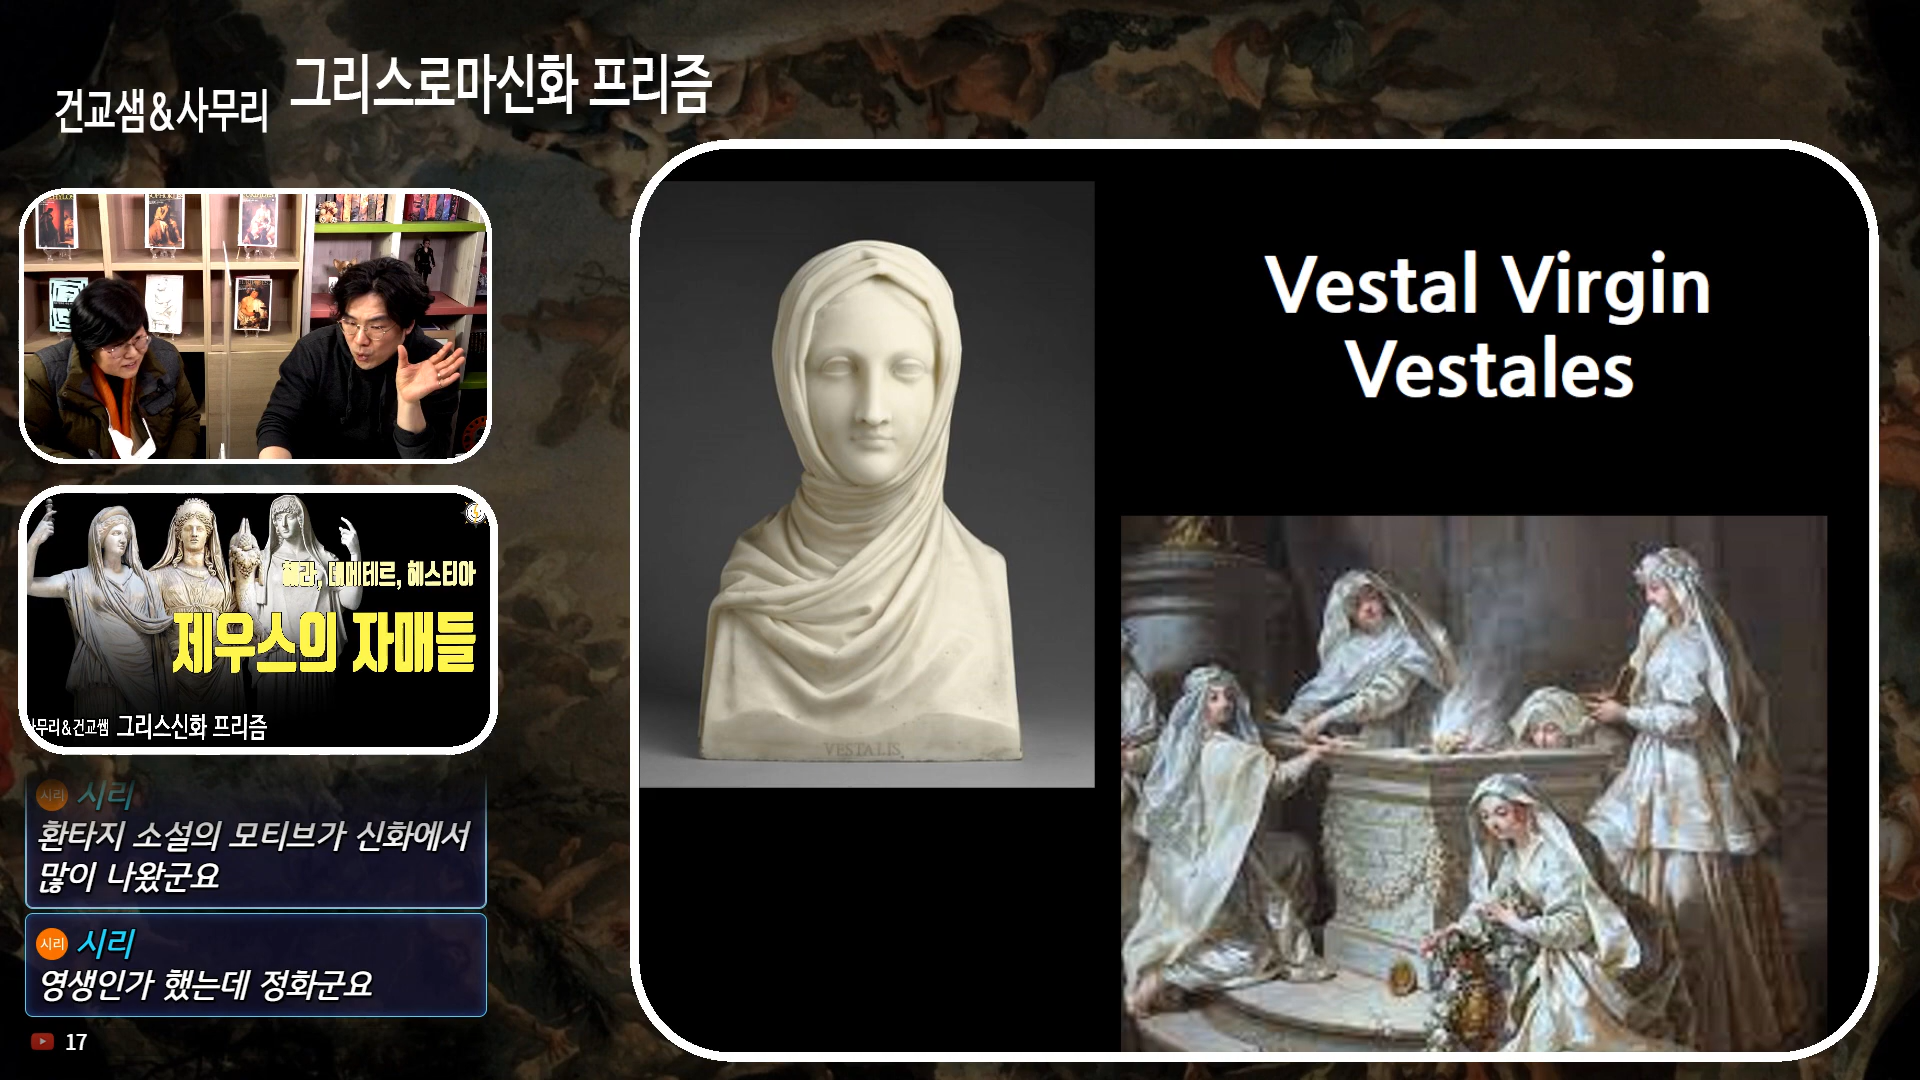 건교샘&사무리 그리스로마신화 프리즘
Vestal Virgin
Vestales
VESTALIS
헤라, 데메테르, 헤스티아
제우스의 자매들
사무리&건교쌤 그리스신화 프리즘
시리 시리
환타지 소설의 모티브가 신화에서
많이 나왔군요
시리 시리
영생인가 했는데 정화군요
17